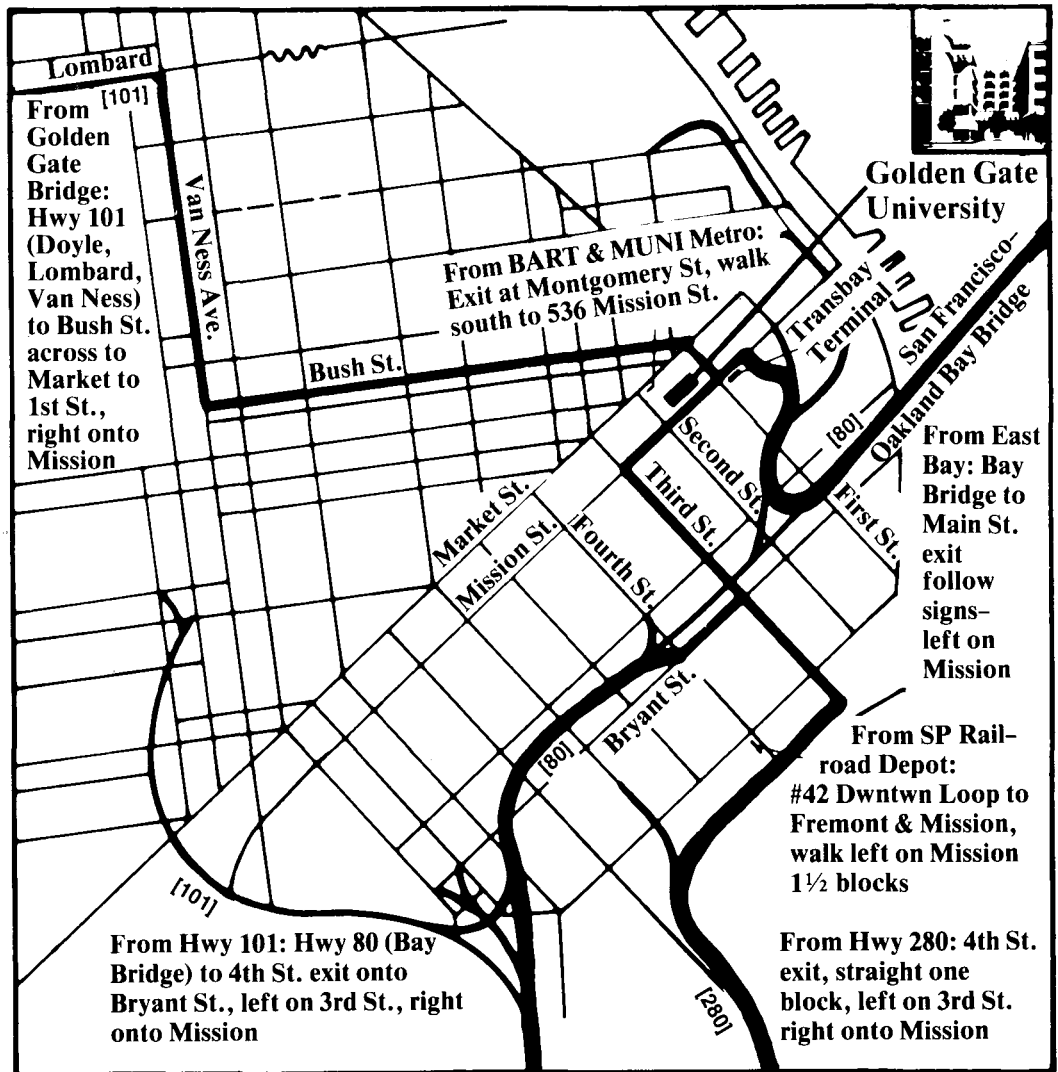 Lombard
[101]
From
Golden
Gate
Bridge:
Hwy 101
(Doyle,
Lombard,
Van Ness)
to Bush St.
across to
Market to
1st St.,
right onto
Mission
Van Ness Ave.
Bush St.
From BART & MUNI Metro:
Exit at Montgomery St, walk
south to 536 Mission St.
Golden Gate
University
Transbay
Terminal
San Francisco–
Oakland Bay Bridge
[80]
From East
Bay: Bay
Bridge to
Main St.
exit
follow
signs–
left on
Mission
Market St.
Mission St.
Fourth St.
Third St.
Second St.
First St.
Bryant St.
[80]
From SP Rail–
road Depot:
#42 Dwntwn Loop to
Fremont & Mission,
walk left on Mission
1½ blocks
[101]
From Hwy 101: Hwy 80 (Bay
Bridge) to 4th St. exit onto
Bryant St., left on 3rd St., right
onto Mission
[280]
From Hwy 280: 4th St.
exit, straight one
block, left on 3rd St.
right onto Mission